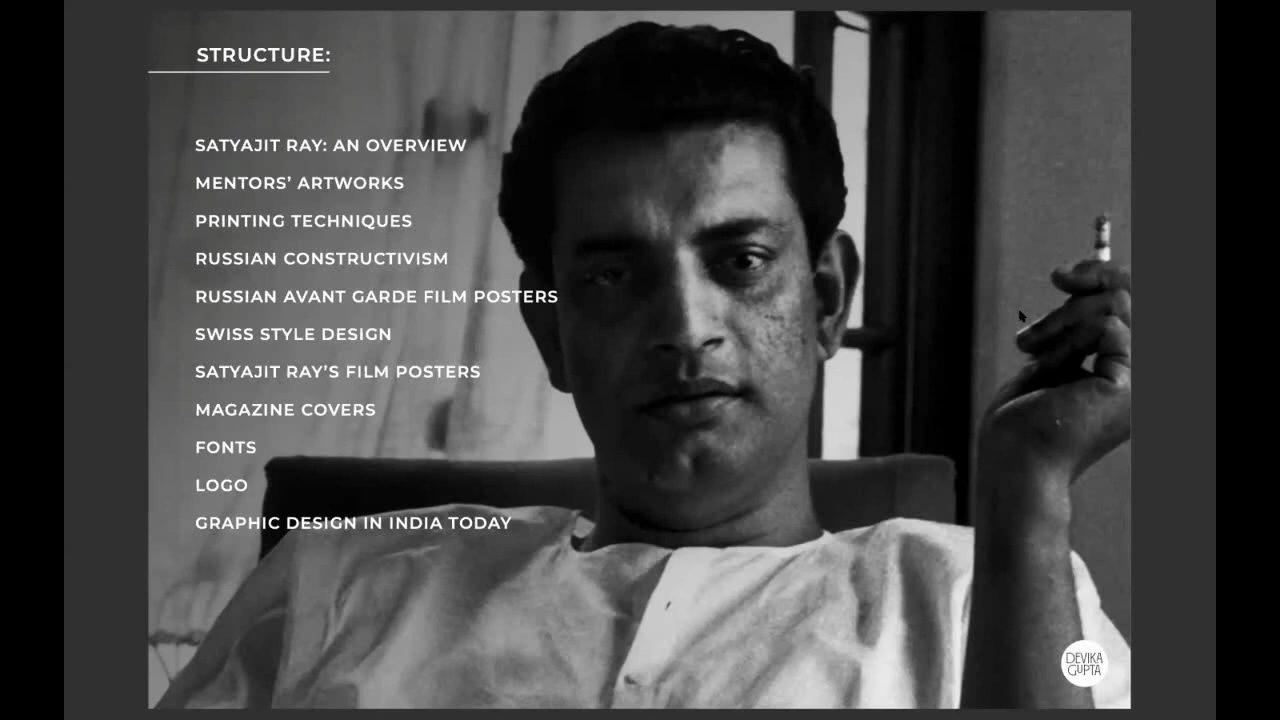 STRUCTURE:
SATYAJIT RAY: AN OVERVIEW
MENTORS’ ARTWORKS
PRINTING TECHNIQUES
RUSSIAN CONSTRUCTIVISM
RUSSIAN AVANT GARDE FILM POSTERS
SWISS STYLE DESIGN
SATYAJIT RAY’S FILM POSTERS
MAGAZINE COVERS
FONTS
LOGO
GRAPHIC DESIGN IN INDIA TODAY
DEVIKA
GUPTA